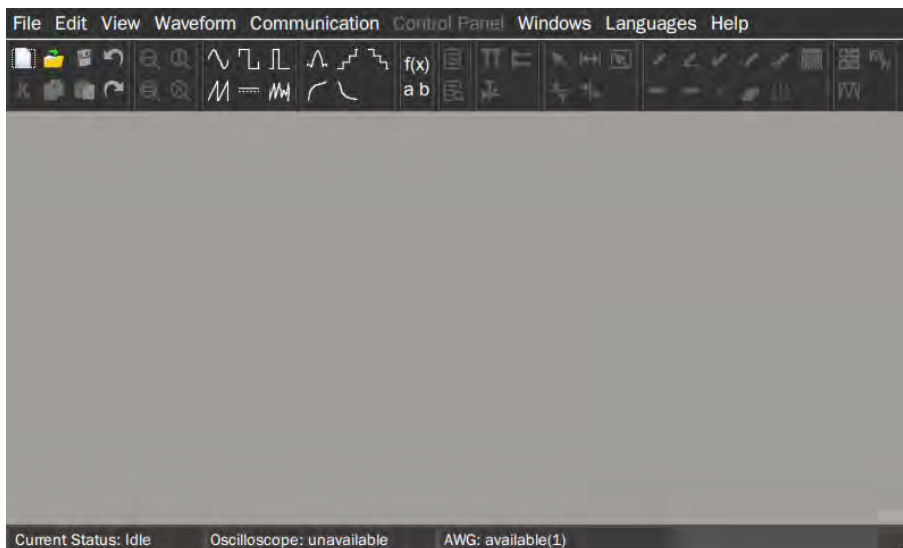 File Edit View Waveform Communication Control Panel Windows Languages Help
f(x)
a b
Current Status: Idle Oscilloscope: unavailable AWG: available(1)